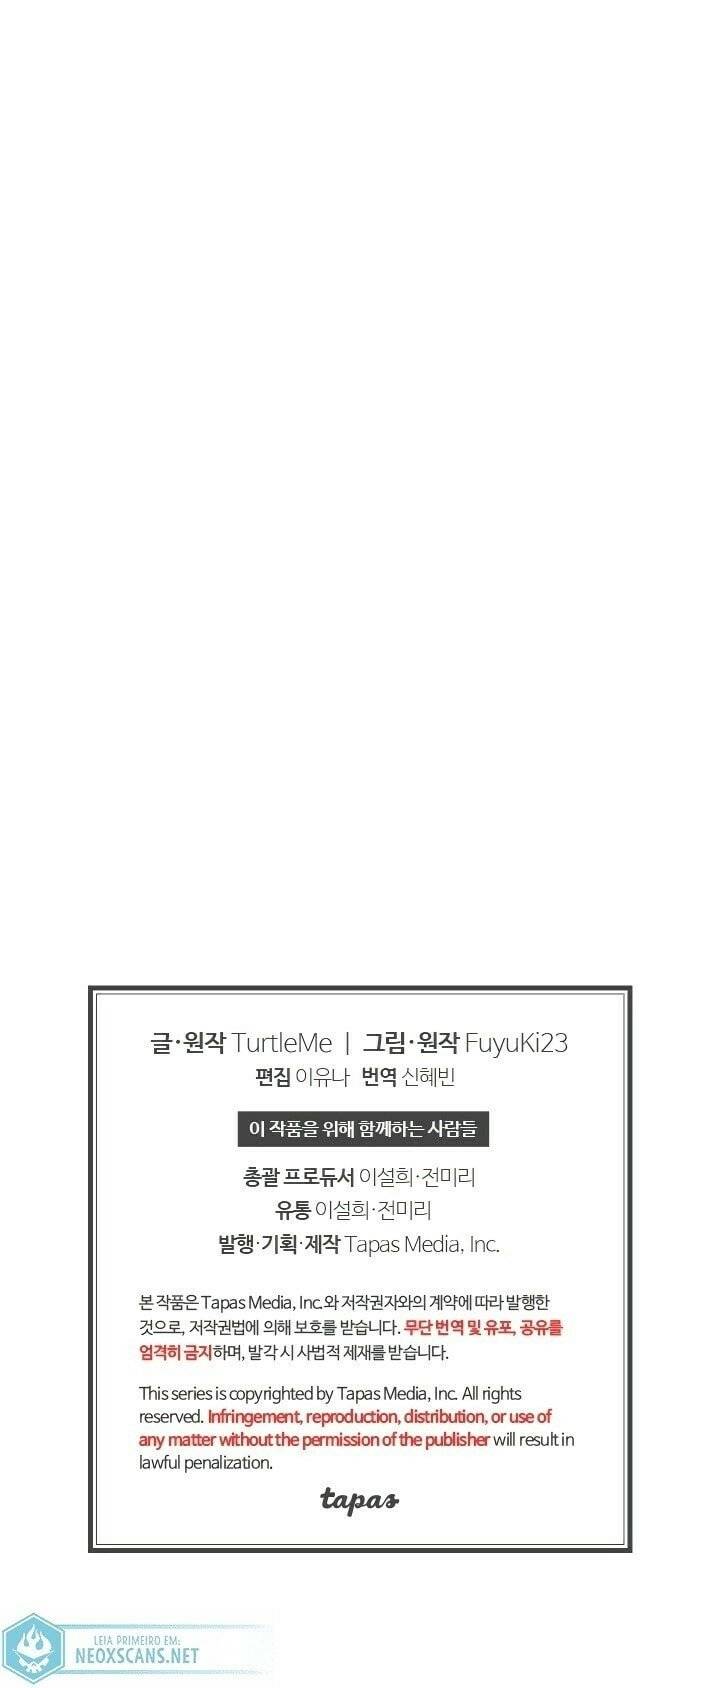 글·원작 TurtleMe | 그림·원작 FuyuKi23
편집 이유나 번역 신혜빈
이 작품을 위해 함께하는 사람들
총괄 프로듀서 이설희·전미리
유통 이설희·전미리
발행·기획·제작 Tapas Media, Inc.
본 작품은 Tapas Media, Inc.와 저작권자와의 계약에 따라 발행한
것으로, 저작권법에 의해 보호를 받습니다. 무단 번역 및 유포, 공유를
엄격히 금지하며, 발각 시 사법적 제재를 받습니다.
This series is copyrighted by Tapas Media, Inc. All rights
reserved. Infringement, reproduction, distribution, or use of
any matter without the permission of the publisher will result in
lawful penalization.
tapas
LEIA PRIMEIRO EM:
NEOXSCANS.NET